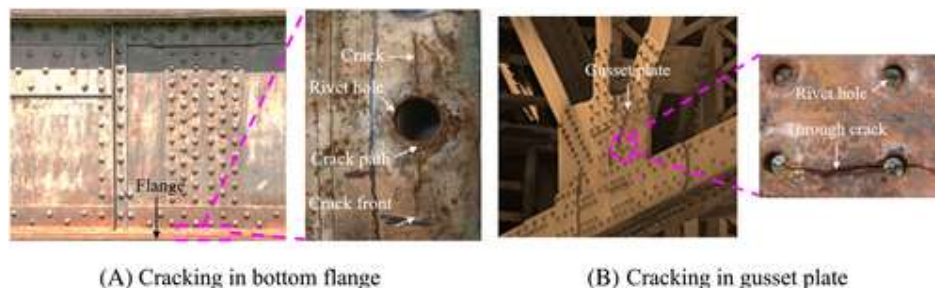 Flange
Crack
Rivet hole
Crack path
Crack front
Gusset plate
Rivet hole
Through crack
(A) Cracking in bottom flange
(B) Cracking in gusset plate